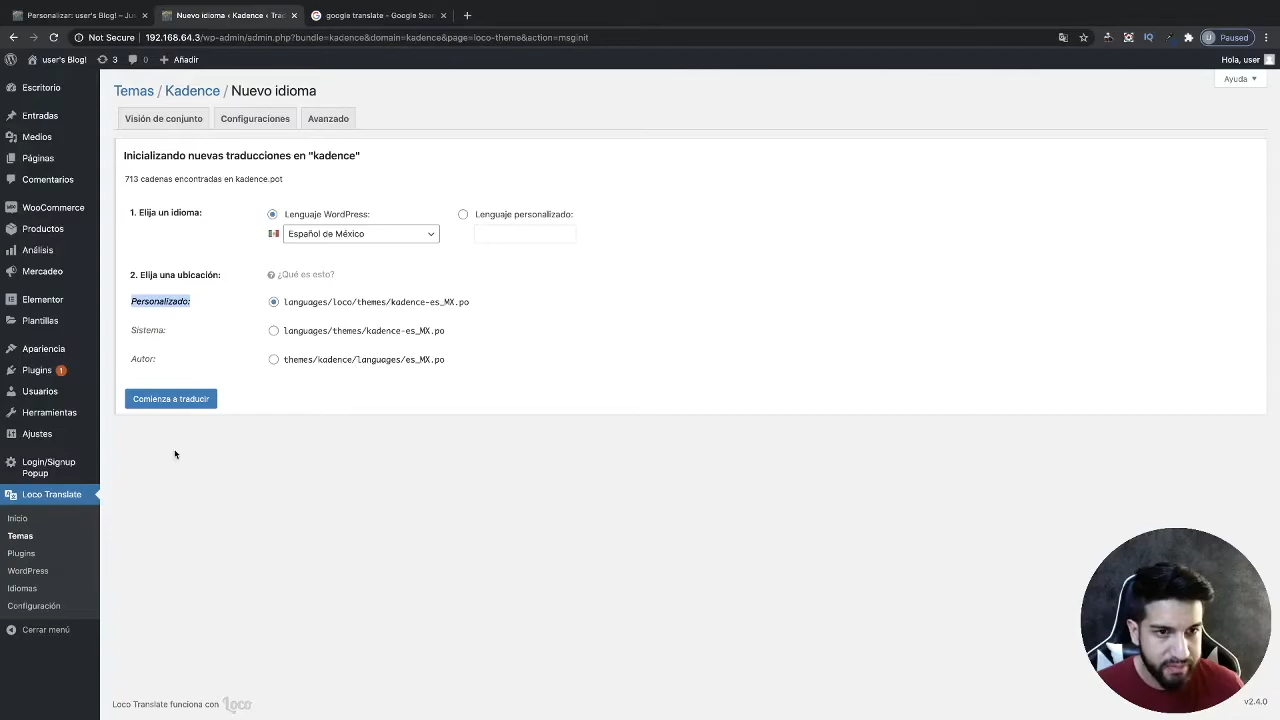 Personalizar: user's Blog! - Jus
Nuevo idioma ‹ Kadence ‹ Tra
google translate - Google Sear
Not Secure 192.168.64.3/wp-admin/admin.php?bundle=kadence&domain=kadence&page=loco-theme&action=msginit
IQ
Paused
user's Blog! 3 0 Añadir
Hola, user
Escritorio
Entradas
Medios
Páginas
Comentarios
WooCommerce
Productos
Análisis
Mercadeo
Elementor
Plantillas
Apariencia
Plugins 1
Usuarios
Herramientas
Ajustes
Login/Signup
Popup
Loco Translate
Inicio
Temas
Plugins
WordPress
Idiomas
Configuración
Cerrar menú
Ayuda
Temas / Kadence / Nuevo idioma
Visión de conjunto Configuraciones Avanzado
Inicializando nuevas traducciones en "kadence"
713 cadenas encontradas en kadence.pot
1. Elija un idioma: Lenguaje WordPress: Lenguaje personalizado:
Español de México
2. Elija una ubicación: ¿Qué es esto?
Personalizado: languages/loco/themes/kadence-es_MX.po
Sistema: languages/themes/kadence-es_MX.po
Autor: themes/kadence/languages/es_MX.po
Comienza a traducir
Loco Translate funciona con Loco
v2.4.0